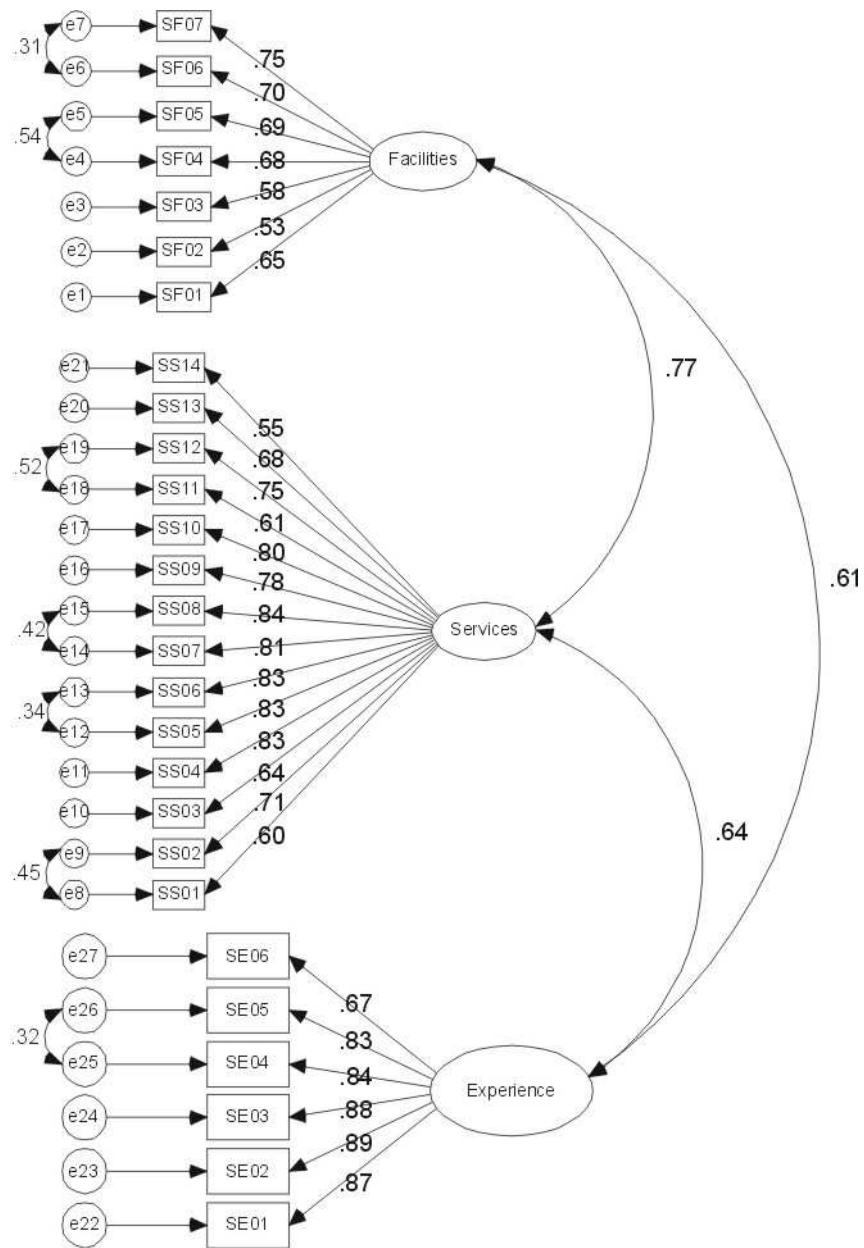 e7 SF07
.31 .75
e6 SF06
.70
e5 SF05
.69
.54
e4 SF04 .68 Facilities
.58
e3 SF03
.53
e2 SF02
.65
e1 SF01
e21 SS14
.77
e20 SS13
.55
e19 SS12
.68
.52
e18 SS11
.75
.61
e17 SS10
.80
e16 SS09
.78
.61
e15 SS08
.84
.42 Services
e14 SS07
.81
e13 SS06
.83
.34
.83
e12 SS05
.83
e11 SS04
.64
e10 SS03
.71
.60
.64
e9 SS02
.45
e8 SS01
e27 SE06
.67
e26 SE05
.83
.32
e25 SE04
.84
Experience
.88
e24 SE03
.89
e23 SE02
.87
e22 SE01